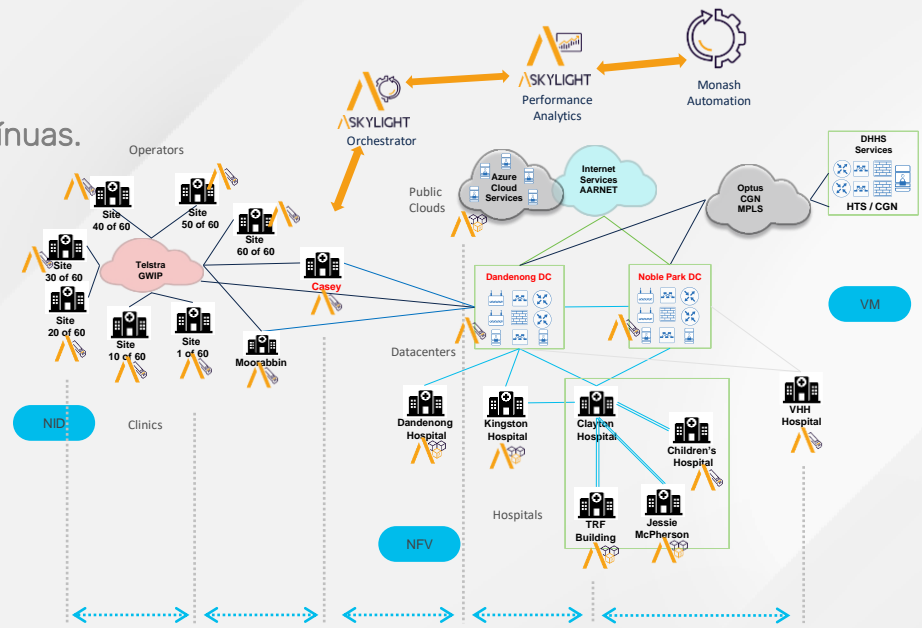 ínuas.
SKYLIGHT
Orchestrator
SKYLIGHT
Performance
Analytics
Monash
Automation
Operators
Site
40 of 60
Site
50 of 60
Site
60 of 60
Site
30 of 60
Site
20 of 60
Site
10 of 60
Site
1 of 60
Telstra
GWIP
Casey
Moorabbin
NID
Clinics
Public
Clouds
Azure
Cloud
Services
Internet
Services
AARNET
Optus
CGN
MPLS
DHHS
Services
HTS / CGN
Dandenong DC
Noble Park DC
VM
Datacenters
Dandenong
Hospital
Kingston
Hospital
Clayton
Hospital
Children's
Hospital
VHH
Hospital
Hospitals
TRF
Building
Jessie
McPherson
NFV